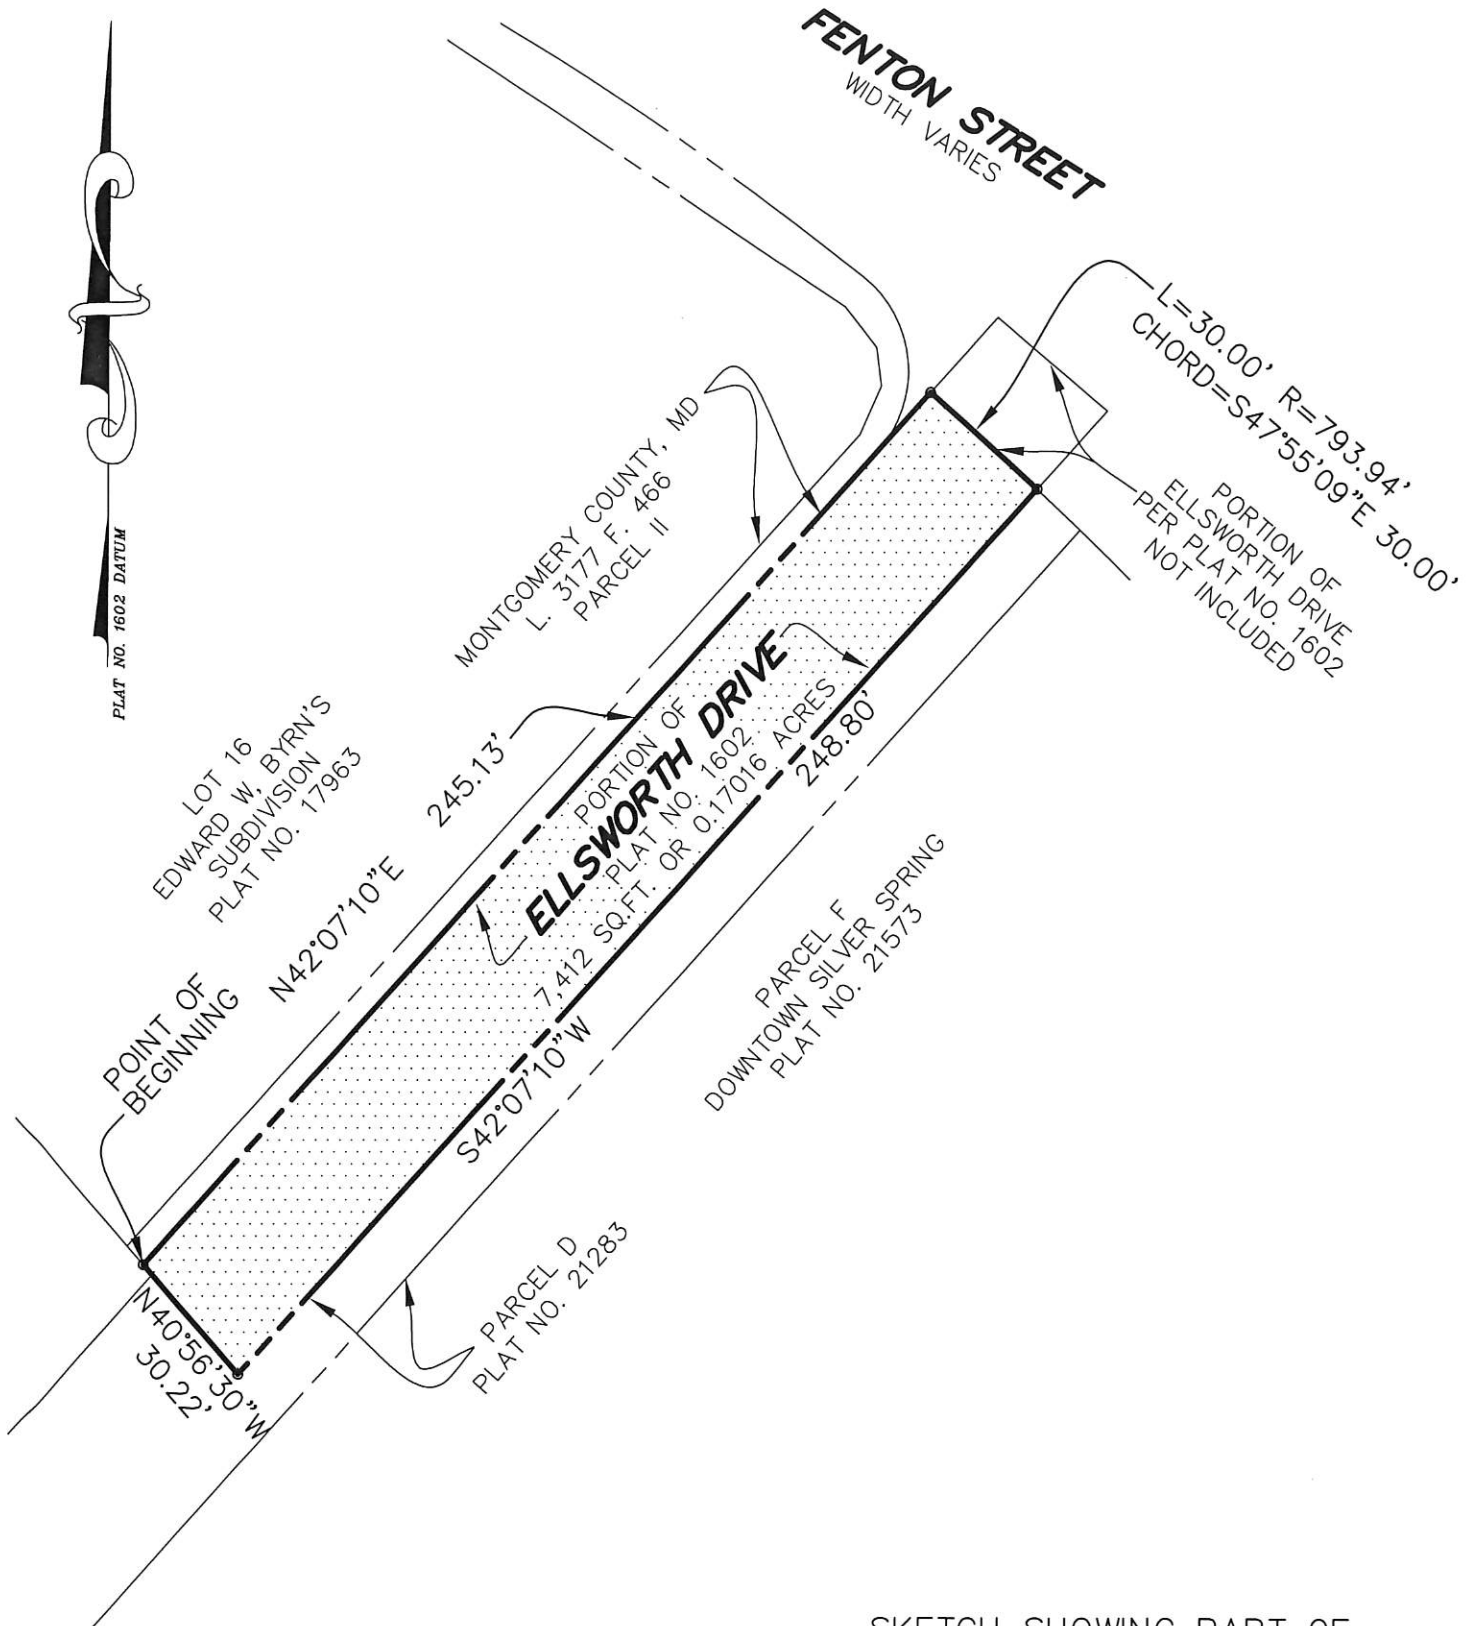 FENTON STREET
WIDTH VARIES
L=30.00' R=793.94'
CHORD=S47°55'09"E 30.00'
PORTION OF
ELLSWORTH DRIVE
PER PLAT NO. 1602
NOT INCLUDED
MONTGOMERY COUNTY, MD
L. 3177 F. 466
PARCEL II
PLAT NO. 1602 DATUM
LOT 16
EDWARD W. BYRN'S
SUBDIVISION
PLAT NO. 17963
245.13'
N42°07'10"E
PORTION OF
ELLSWORTH DRIVE
PLAT NO. 1602
7,412 SQ.FT. OR 0.17016 ACRES
248.80'
S42°07'10"W
POINT OF
BEGINNING
PARCEL F
DOWNTOWN SILVER SPRING
PLAT NO. 21573
PARCEL D
PLAT NO. 21283
N40°56'30"W
30.22'
SKETCH SHOWING PART OF